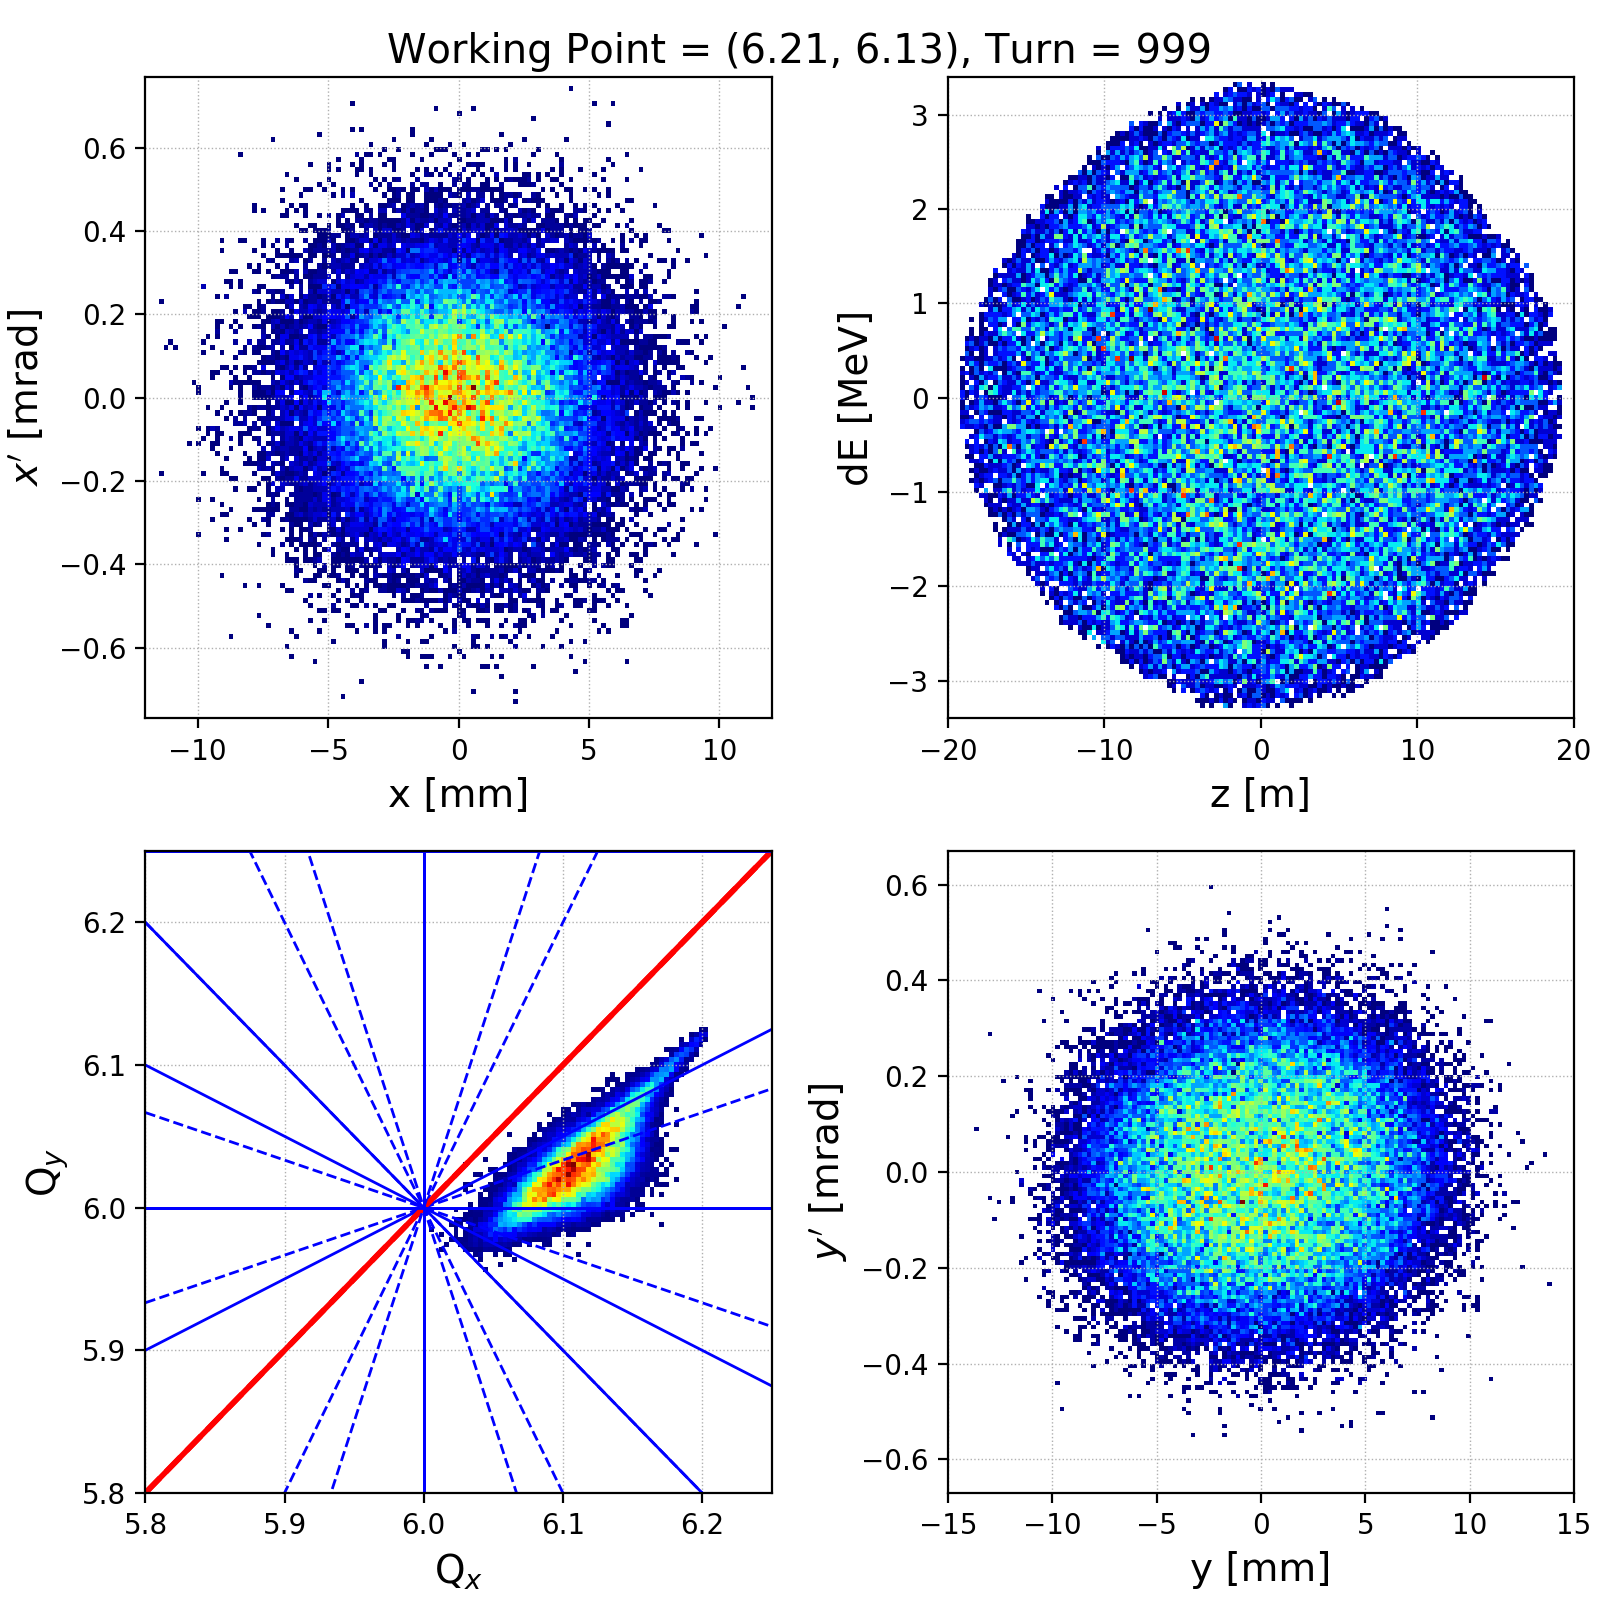 Working Point = (6.21, 6.13), Turn = 999
0.6
0.4
0.2
0.0
−0.2
−0.4
−0.6
x′ [mrad]
−10 −5 0 5 10
x [mm]
3
2
1
0
−1
−2
−3
dE [MeV]
−20 −10 0 10 20
z [m]
6.2
6.1
6.0
5.9
5.8
Qy
5.8 5.9 6.0 6.1 6.2
Qx
0.6
0.4
0.2
0.0
−0.2
−0.4
−0.6
y′ [mrad]
−15 −10 −5 0 5 10 15
y [mm]